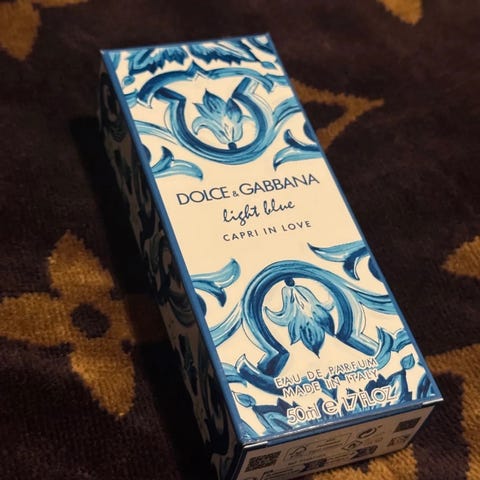 DOLCE & GABBANA
light blue
CAPRI IN LOVE
EAU DE PARFUM
MADE IN ITALY
50ml e 1.7 FL.OZ.